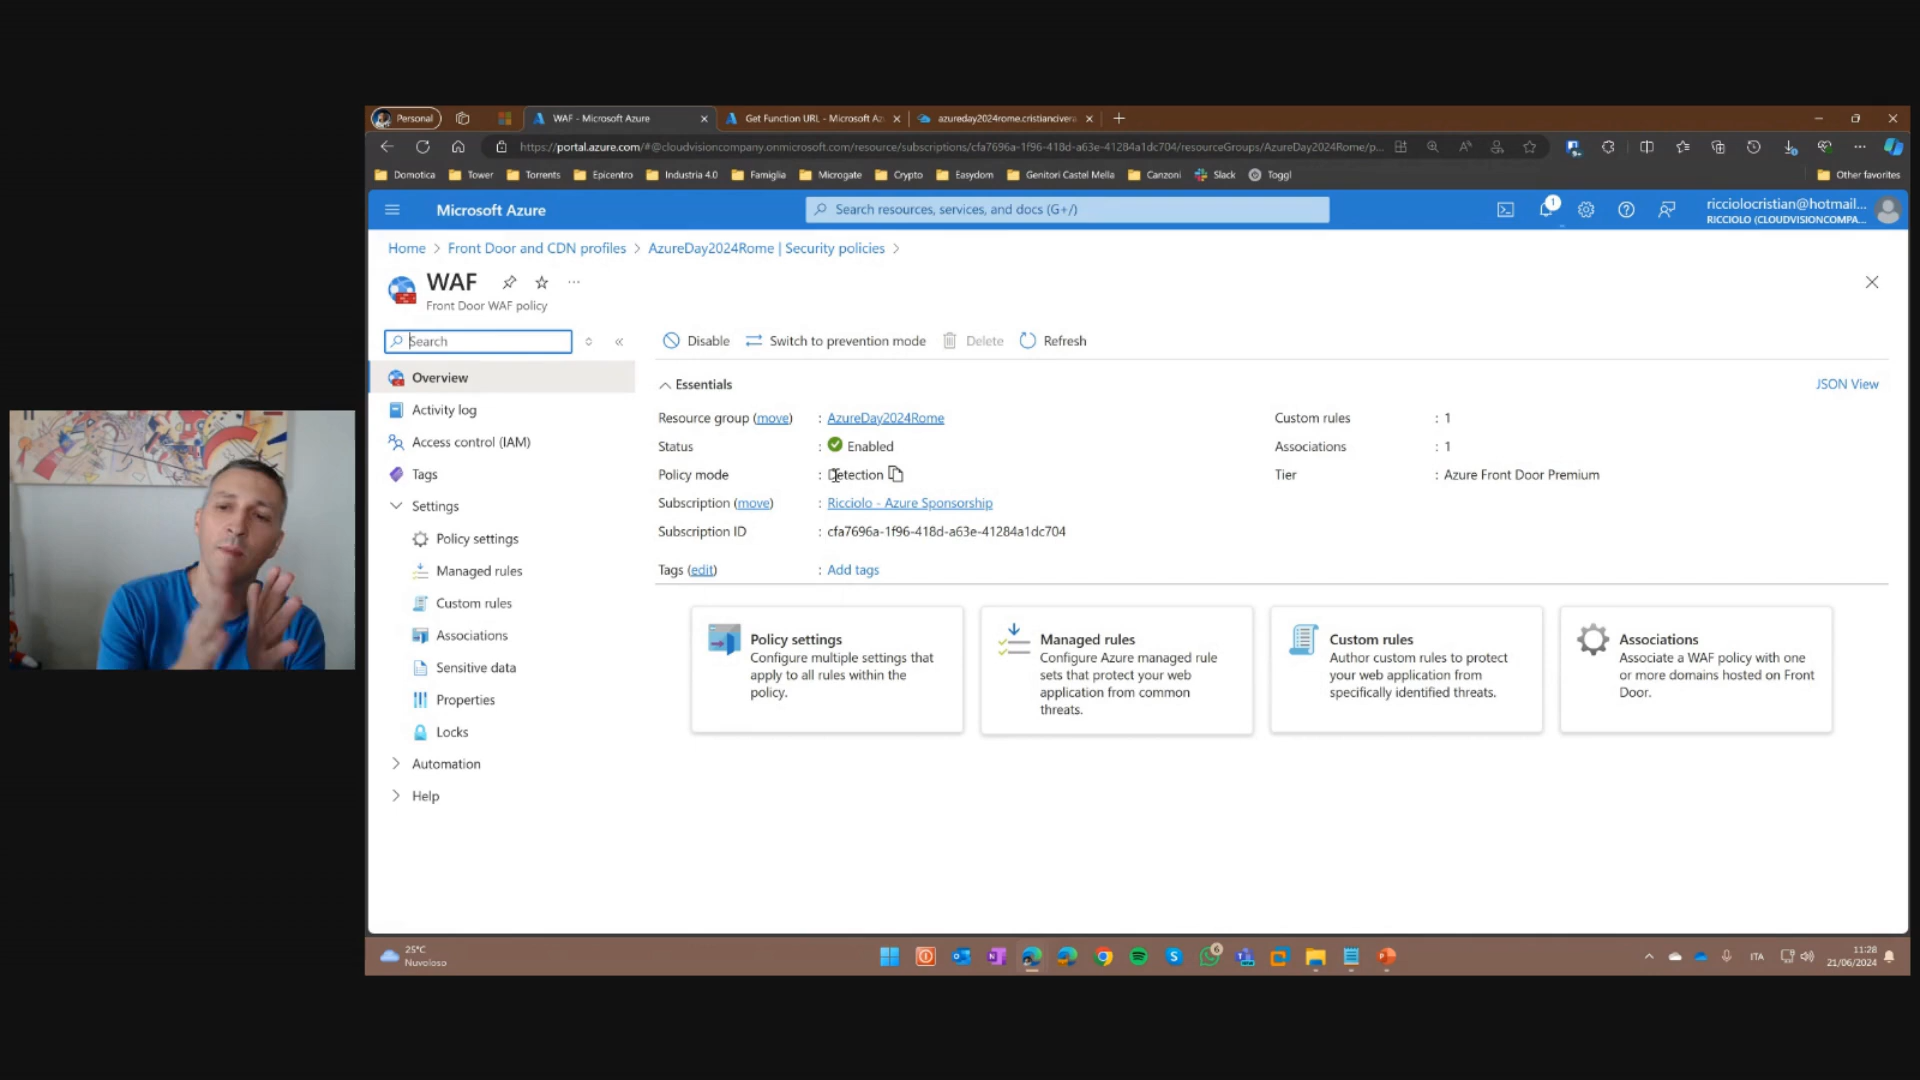 Personal
WAF - Microsoft Azure
Get Function URL - Microsoft Az
azureday2024rome.cristiancivera
https://portal.azure.com/#@cloudvisioncompany.onmicrosoft.com/resource/subscriptions/cfa7696a-1f96-418d-a63e-41284a1dc704/resourceGroups/AzureDay2024Rome/p...
Domotica Tower Torrents Epicentro Industria 4.0 Famiglia Microgate Crypto Easydom Genitori Castel Mella Canzoni Slack Toggl Other favorites
Microsoft Azure
Search resources, services, and docs (G+/)
1
ricciolocristian@hotmail...
RICCIOLO (CLOUDVISIONCOMPA...
Home > Front Door and CDN profiles > AzureDay2024Rome | Security policies >
WAF
Front Door WAF policy
Search
Overview
Activity log
Access control (IAM)
Tags
Settings
Policy settings
Managed rules
Custom rules
Associations
Sensitive data
Properties
Locks
Automation
Help
Disable Switch to prevention mode Delete Refresh
Essentials
JSON View
Resource group (move) : AzureDay2024Rome
Status : Enabled
Policy mode : Detection
Subscription (move) : Ricciolo - Azure Sponsorship
Subscription ID : cfa7696a-1f96-418d-a63e-41284a1dc704
Custom rules : 1
Associations : 1
Tier : Azure Front Door Premium
Tags (edit) : Add tags
Policy settings
Configure multiple settings that
apply to all rules within the
policy.
Managed rules
Configure Azure managed rule
sets that protect your web
application from common
threats.
Custom rules
Author custom rules to protect
your web application from
specifically identified threats.
Associations
Associate a WAF policy with one
or more domains hosted on Front
Door.
25°C
Nuvoloso
6
ITA
11:28
21/06/2024